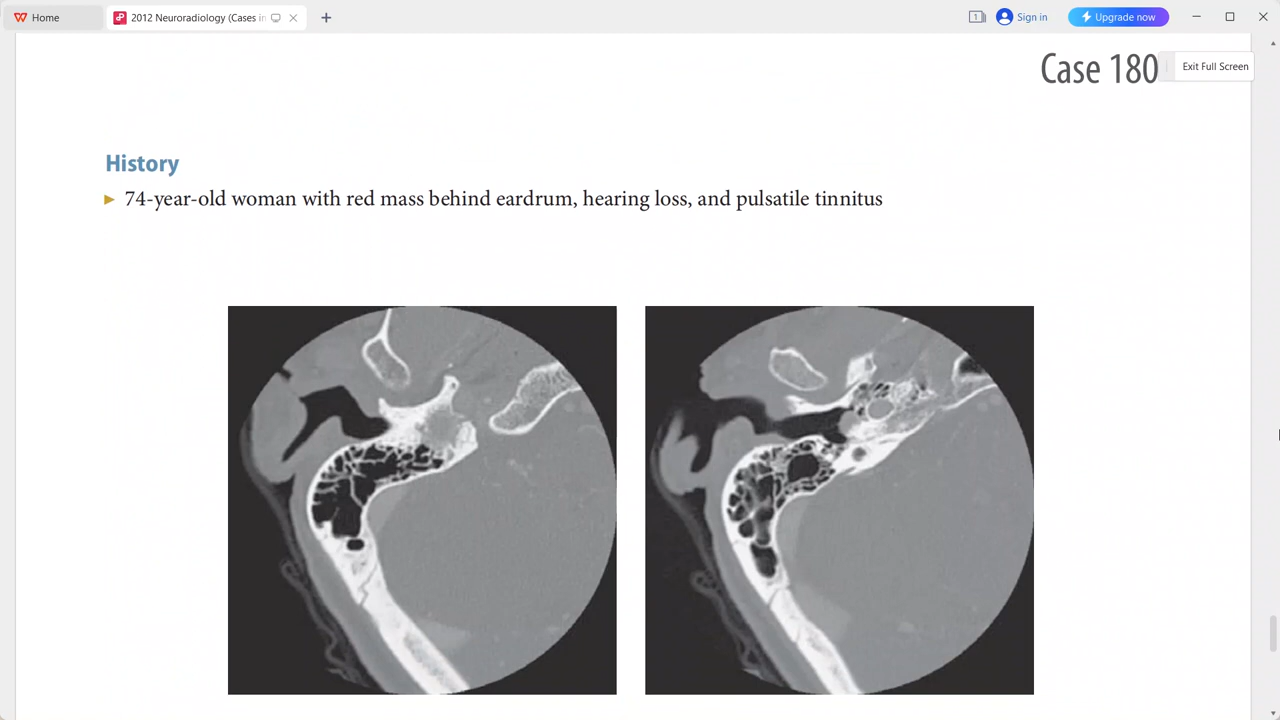 Home
2012 Neuroradiology (Cases in
1
Sign in
Upgrade now
Case 180
Exit Full Screen
History
► 74-year-old woman with red mass behind eardrum, hearing loss, and pulsatile tinnitus